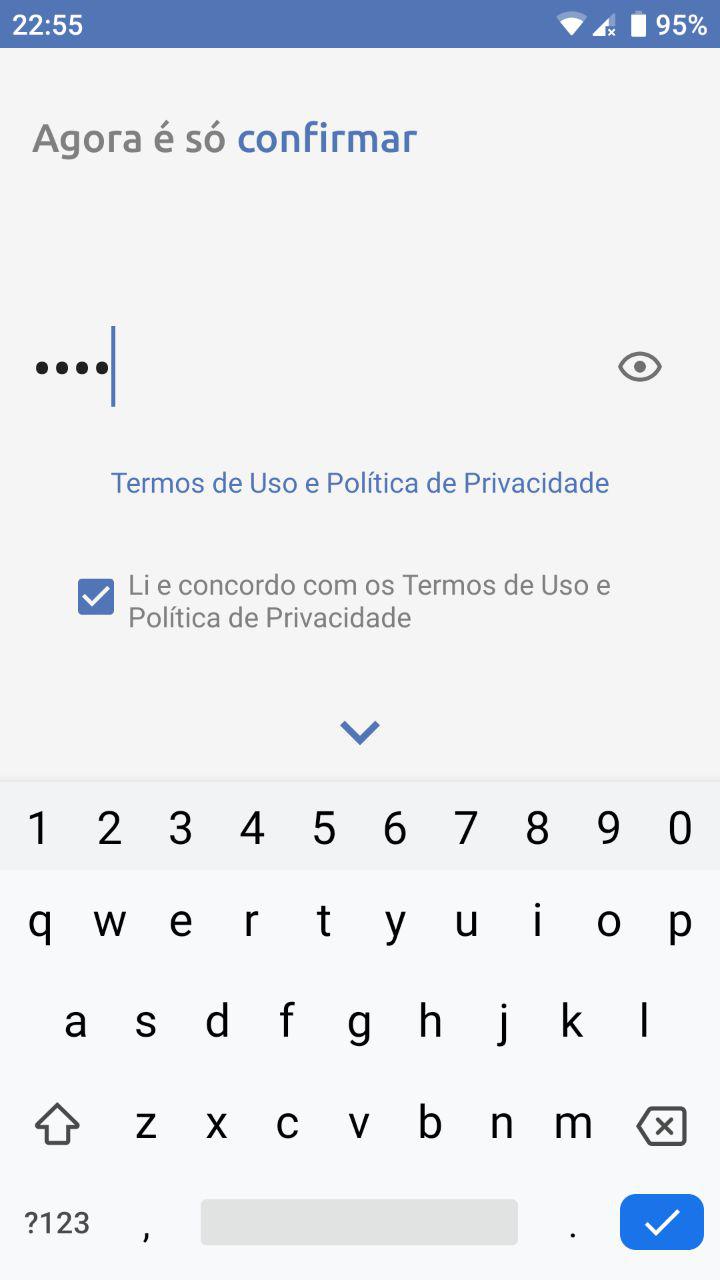 22:55 95%
Agora é só confirmar
••••
Termos de Uso e Política de Privacidade
Li e concordo com os Termos de Uso e
Política de Privacidade
1 2 3 4 5 6 7 8 9 0
q w e r t y u i o p
a s d f g h j k l
z x c v b n m
?123 , .